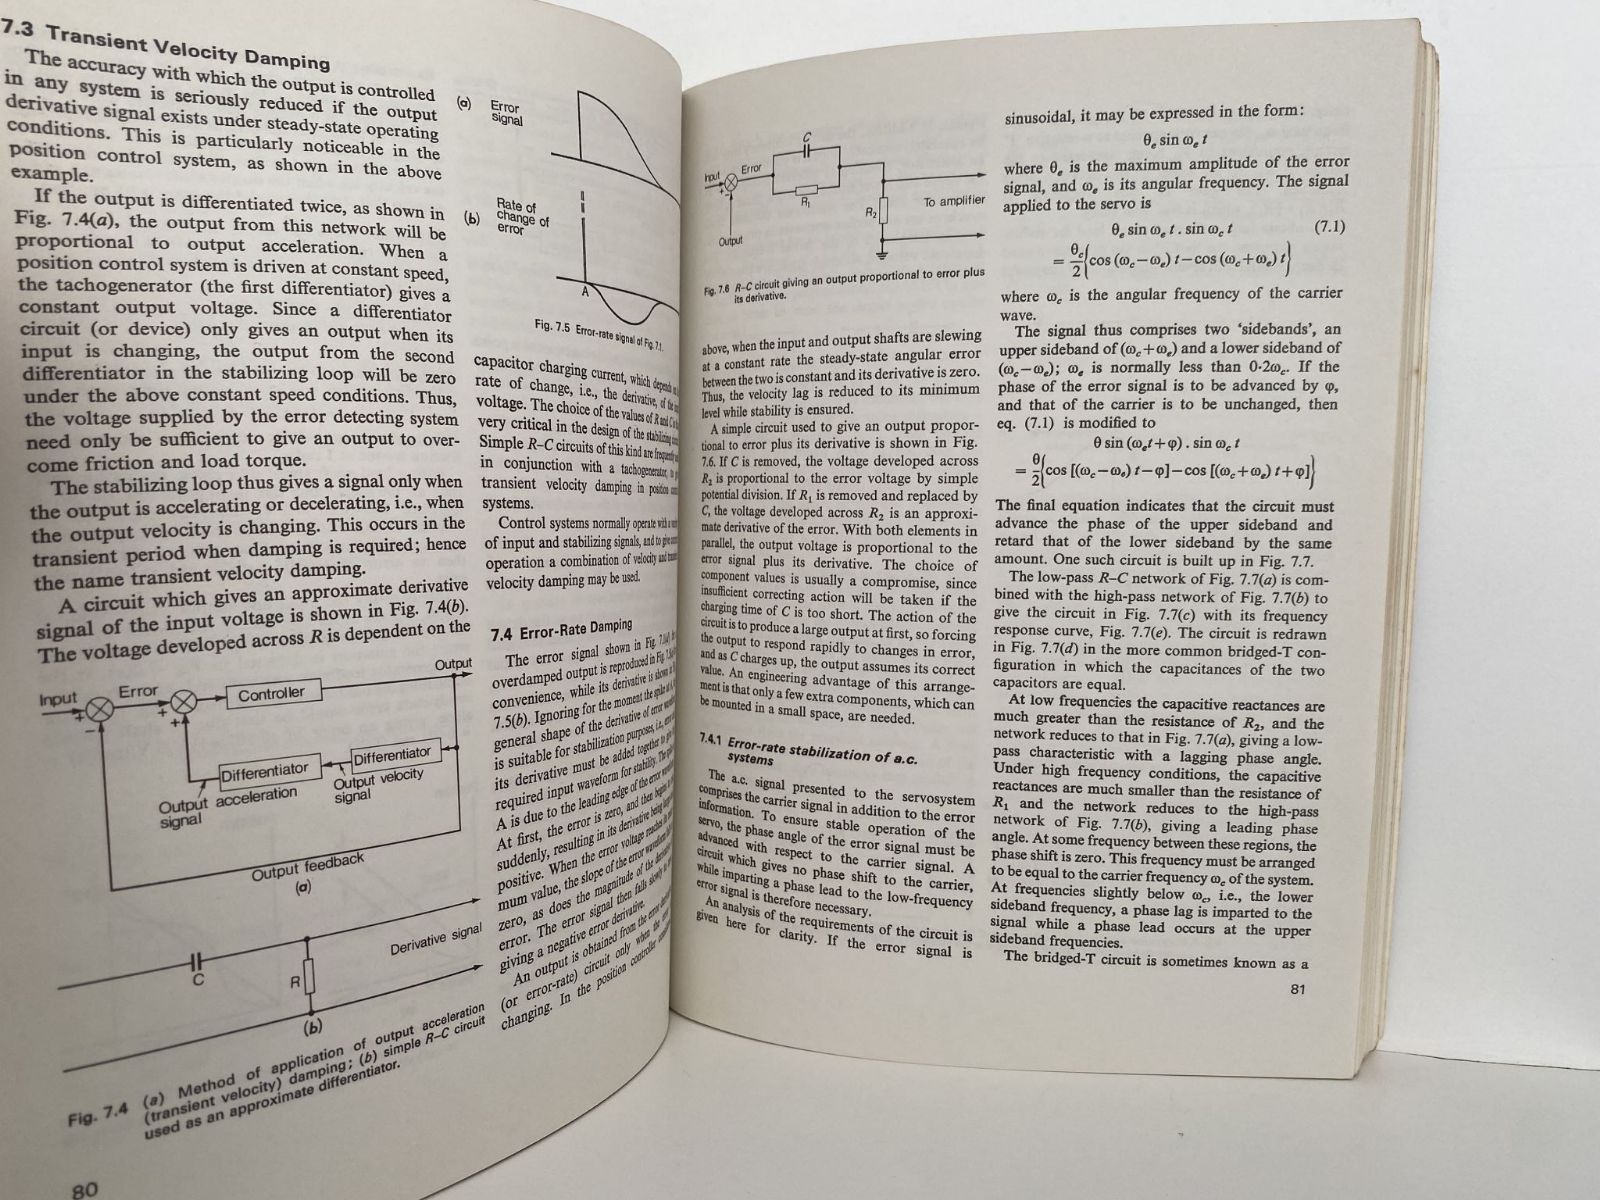 7.3 Transient Velocity Damping
The accuracy with which the output is controlled
in any system is seriously reduced if the output
derivative signal exists under steady-state operating
conditions. This is particularly noticeable in the
position control system, as shown in the above
example.
If the output is differentiated twice, as shown in
Fig. 7.4(a), the output from this network will be
proportional to output acceleration. When a
position control system is driven at constant speed,
the tachogenerator (the first differentiator) gives a
constant output voltage. Since a differentiator
circuit (or device) only gives an output when its
input is changing, the output from the second
differentiator in the stabilizing loop will be zero
under the above constant speed conditions. Thus,
the voltage supplied by the error detecting system
need only be sufficient to give an output to over-
come friction and load torque.
The stabilizing loop thus gives a signal only when
the output is accelerating or decelerating, i.e., when
the output velocity is changing. This occurs in the
transient period when damping is required; hence
the name transient velocity damping.
A circuit which gives an approximate derivative
signal of the input voltage is shown in Fig. 7.4(b).
The voltage developed across R is dependent on the
Input
Error
Controller
Output
+
−
+
+
Differentiator
Differentiator
Output acceleration
signal
Output velocity
signal
Output feedback
(a)
C
R
Derivative signal
(b)
Fig. 7.4 (a) Method of application of output acceleration
(transient velocity) damping; (b) simple R–C circuit
used as an approximate differentiator.
80
(a) Error
signal
(b) Rate of
change of
error
A
Fig. 7.5 Error-rate signal of Fig. 7.1.
capacitor charging current, which depends
rate of change, i.e., the derivative, of the
voltage. The choice of the values of R and C
very critical in the design of the stabilizing
Simple R–C circuits of this kind are frequently
in conjunction with a tachogenerator, to
transient velocity damping in position
systems.
Control systems normally operate with a
of input and stabilizing signals, and to give
operation a combination of velocity and
velocity damping may be used.
7.4 Error-Rate Damping
The error signal shown in Fig.
overdamped output is reproduced in Fig.
convenience, while its derivative is shown
7.5(b). Ignoring for the moment the spike at A,
general shape of the derivative of error
is suitable for stabilization purposes, i.e.,
its derivative must be added together to
required input waveform for stability. The
A is due to the leading edge of the error
At first, the error is zero, and then
suddenly, resulting in its derivative being
positive. When the error voltage reaches
mum value, the slope of the error waveform
zero, as does the magnitude of the
error. The error signal then falls slowly
giving a negative error derivative.
An output is obtained from the error
(or error-rate) circuit only when the
changing. In the position controller
Input
Error
C
R₁
R₂
+
−
To amplifier
Output
Fig. 7.6 R–C circuit giving an output proportional to error plus
its derivative.
above, when the input and output shafts are slewing
at a constant rate the steady-state angular error
between the two is constant and its derivative is zero.
Thus, the velocity lag is reduced to its minimum
level while stability is ensured.
A simple circuit used to give an output propor-
tional to error plus its derivative is shown in Fig.
7.6. If C is removed, the voltage developed across
R₂ is proportional to the error voltage by simple
potential division. If R₁ is removed and replaced by
C, the voltage developed across R₂ is an approxi-
mate derivative of the error. With both elements in
parallel, the output voltage is proportional to the
error signal plus its derivative. The choice of
component values is usually a compromise, since
insufficient correcting action will be taken if the
charging time of C is too short. The action of the
circuit is to produce a large output at first, so forcing
the output to respond rapidly to changes in error,
and as C charges up, the output assumes its correct
value. An engineering advantage of this arrange-
ment is that only a few extra components, which can
be mounted in a small space, are needed.
7.4.1 Error-rate stabilization of a.c.
systems
The a.c. signal presented to the servosystem
comprises the carrier signal in addition to the error
information. To ensure stable operation of the
servo, the phase angle of the error signal must be
advanced with respect to the carrier signal. A
circuit which gives no phase shift to the carrier,
while imparting a phase lead to the low-frequency
error signal is therefore necessary.
An analysis of the requirements of the circuit is
given here for clarity. If the error signal is
sinusoidal, it may be expressed in the form:
θₑ sin ωₑ t
where θₑ is the maximum amplitude of the error
signal, and ωₑ is its angular frequency. The signal
applied to the servo is
θₑ sin ωₑ t . sin ω_c t (7.1)
= θₑ/2 {cos (ω_c−ωₑ) t−cos (ω_c+ωₑ) t}
where ω_c is the angular frequency of the carrier
wave.
The signal thus comprises two ‘sidebands’, an
upper sideband of (ω_c+ωₑ) and a lower sideband of
(ω_c−ωₑ); ωₑ is normally less than 0·2ω_c. If the
phase of the error signal is to be advanced by φ,
and that of the carrier is to be unchanged, then
eq. (7.1) is modified to
θ sin (ωₑt+φ) . sin ω_c t
= θ/2 {cos [(ω_c−ωₑ) t−φ]−cos [(ω_c+ωₑ) t+φ]}
The final equation indicates that the circuit must
advance the phase of the upper sideband and
retard that of the lower sideband by the same
amount. One such circuit is built up in Fig. 7.7.
The low-pass R–C network of Fig. 7.7(a) is com-
bined with the high-pass network of Fig. 7.7(b) to
give the circuit in Fig. 7.7(c) with its frequency
response curve, Fig. 7.7(e). The circuit is redrawn
in Fig. 7.7(d) in the more common bridged-T con-
figuration in which the capacitances of the two
capacitors are equal.
At low frequencies the capacitive reactances are
much greater than the resistance of R₂, and the
network reduces to that in Fig. 7.7(a), giving a low-
pass characteristic with a lagging phase angle.
Under high frequency conditions, the capacitive
reactances are much smaller than the resistance of
R₁ and the network reduces to the high-pass
network of Fig. 7.7(b), giving a leading phase
angle. At some frequency between these regions, the
phase shift is zero. This frequency must be arranged
to be equal to the carrier frequency ω_c of the system.
At frequencies slightly below ω_c, i.e., the lower
sideband frequency, a phase lag is imparted to the
signal while a phase lead occurs at the upper
sideband frequencies.
The bridged-T circuit is sometimes known as a
81